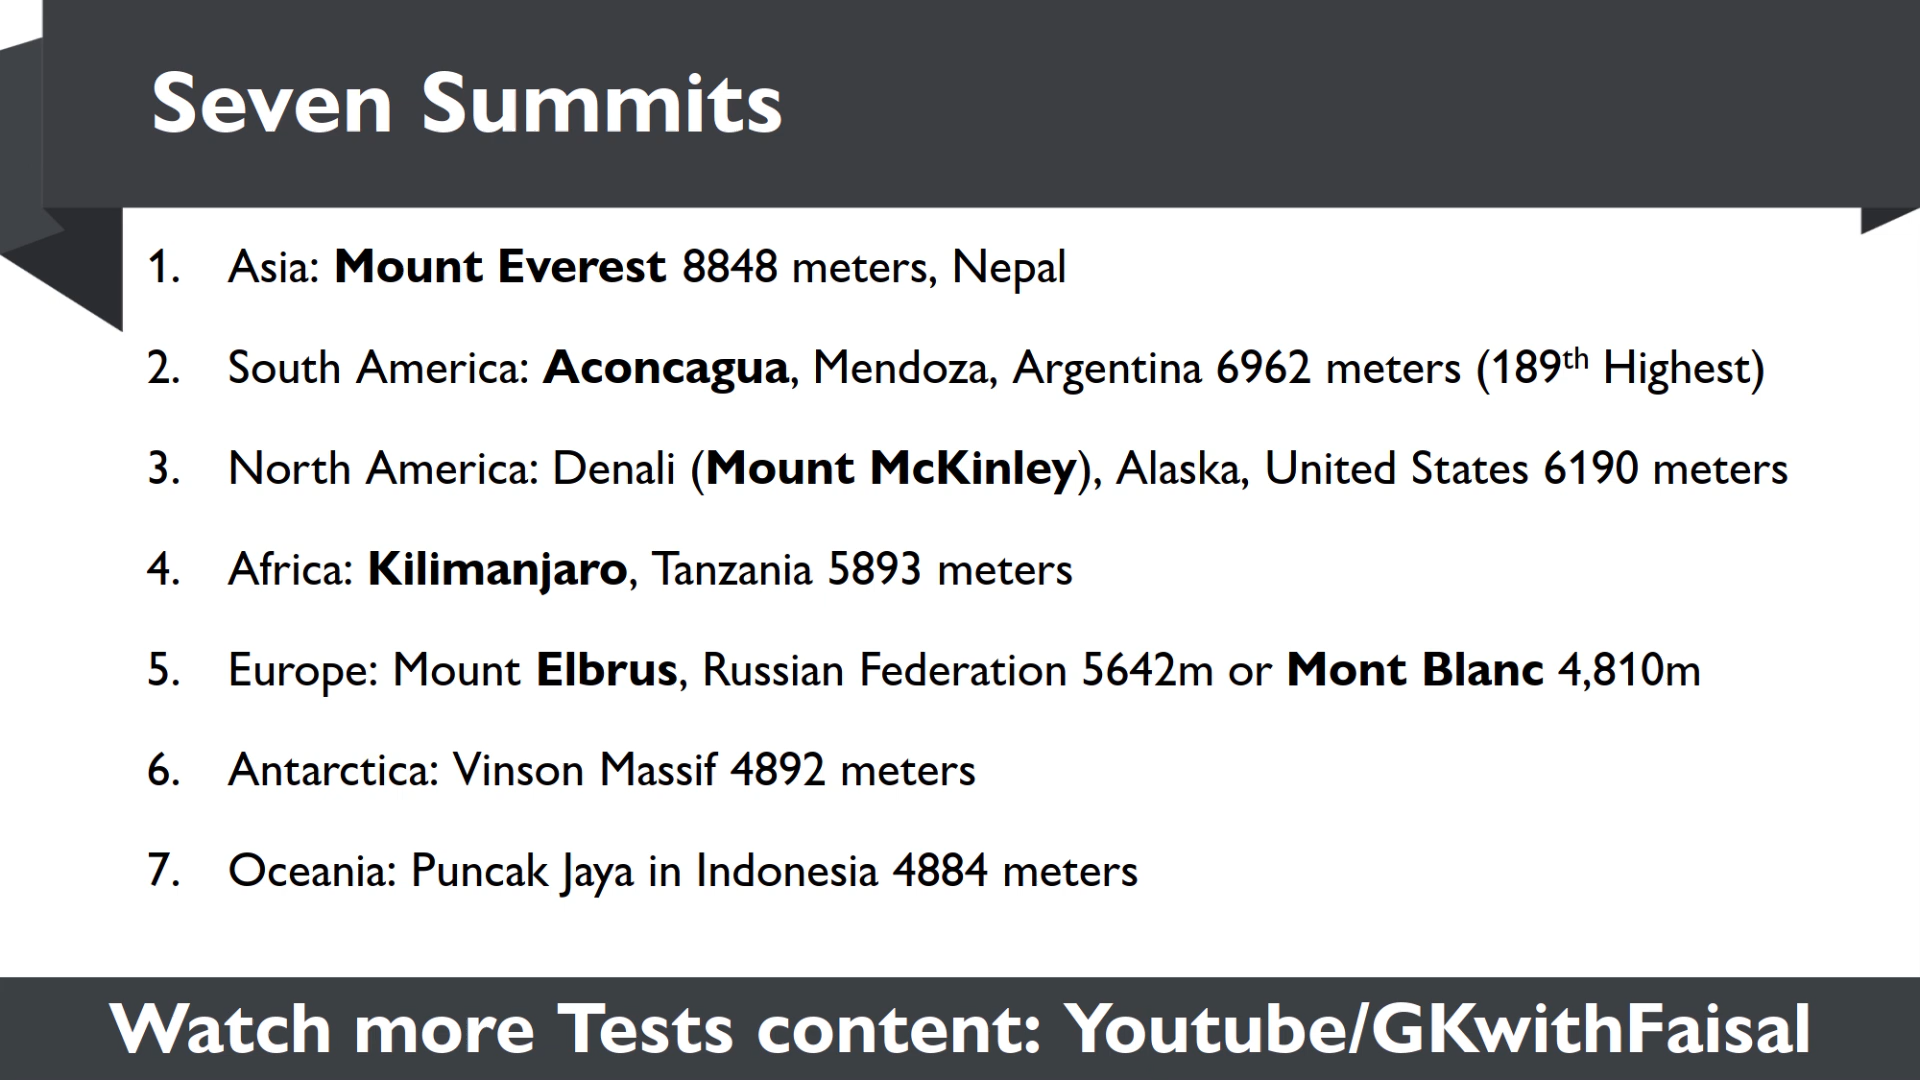 Seven Summits
1. Asia: Mount Everest 8848 meters, Nepal
2. South America: Aconcagua, Mendoza, Argentina 6962 meters (189th Highest)
3. North America: Denali (Mount McKinley), Alaska, United States 6190 meters
4. Africa: Kilimanjaro, Tanzania 5893 meters
5. Europe: Mount Elbrus, Russian Federation 5642m or Mont Blanc 4,810m
6. Antarctica: Vinson Massif 4892 meters
7. Oceania: Puncak Jaya in Indonesia 4884 meters
Watch more Tests content: Youtube/GKwithFaisal